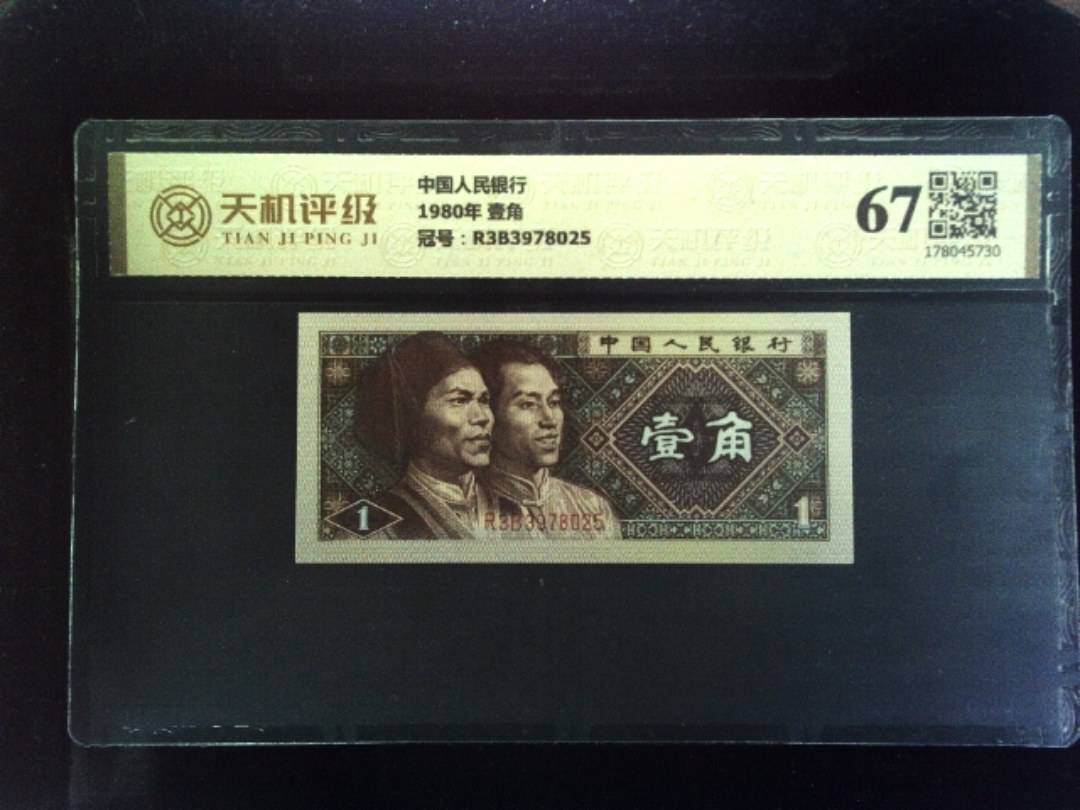 天机评级
TIAN JI PING JI
中国人民银行
1980年 壹角
冠号：R3B3978025
67
178045730
中国人民银行
壹角
1
R3B3978025
1